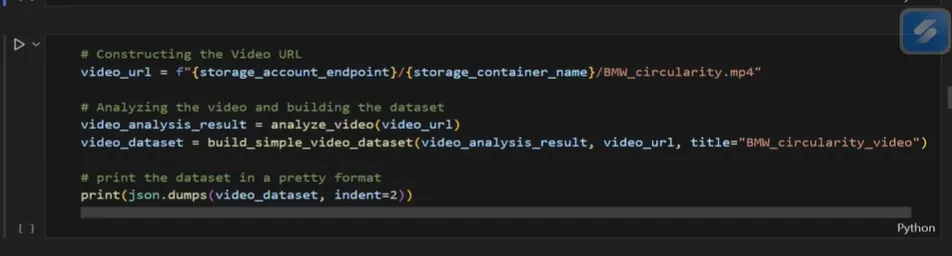 # Constructing the Video URL
video_url = f"{storage_account_endpoint}/{storage_container_name}/BMW_circularity.mp4"
# Analyzing the video and building the dataset
video_analysis_result = analyze_video(video_url)
video_dataset = build_simple_video_dataset(video_analysis_result, video_url, title="BMW_circularity_video")
# print the dataset in a pretty format
print(json.dumps(video_dataset, indent=2))
[ ]
Python